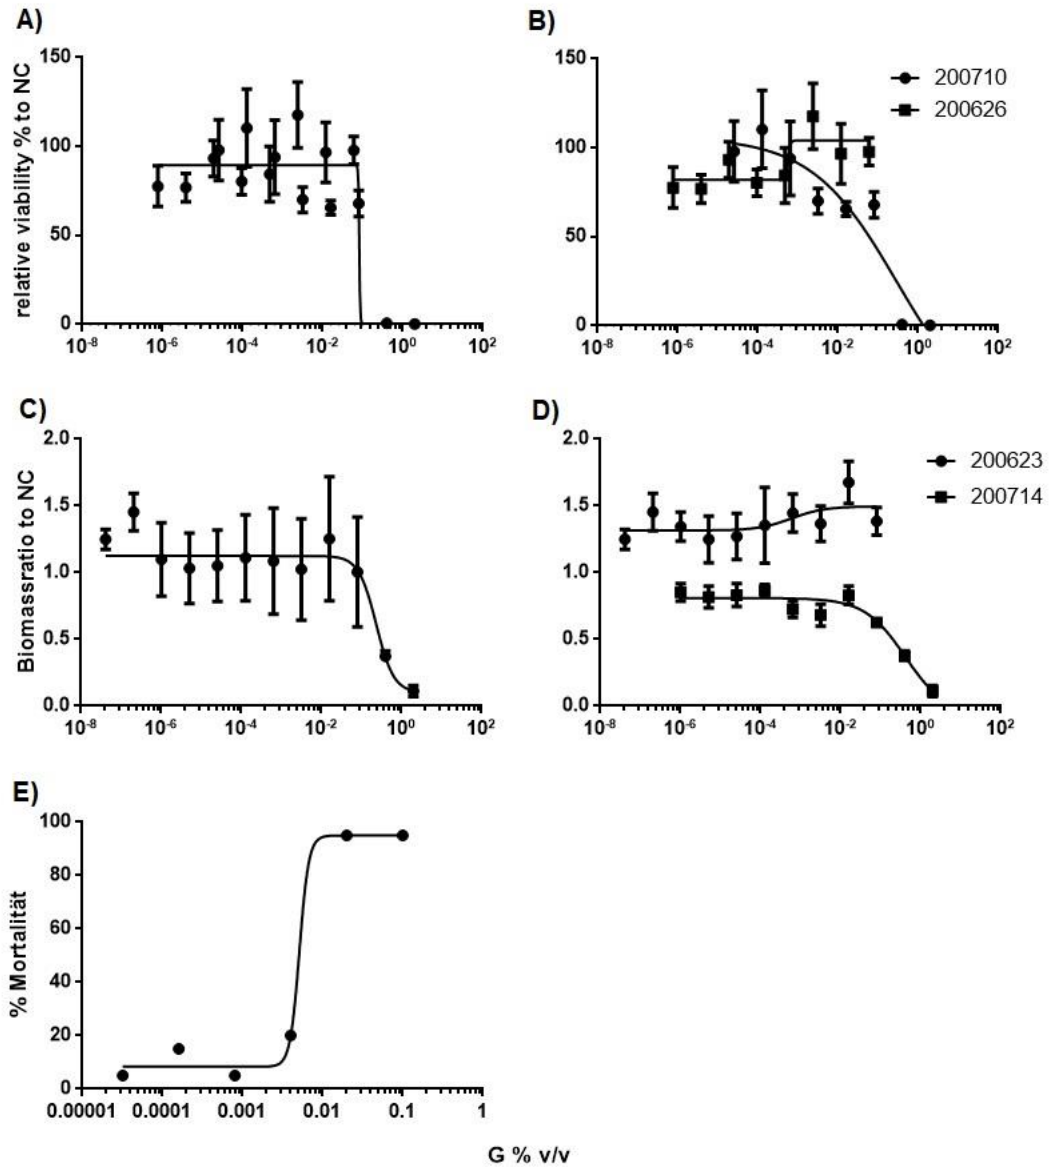 A)
relative viability % to NC
150
100
50
0
10-8 10-6 10-4 10-2 100 102
B)
150
100
50
0
10-8 10-6 10-4 10-2 100 102
200710
200626
C)
Biomassratio to NC
2.0
1.5
1.0
0.5
0.0
10-8 10-6 10-4 10-2 100 102
D)
2.0
1.5
1.0
0.5
0.0
10-8 10-6 10-4 10-2 100 102
200623
200714
E)
% Mortalität
100
80
60
40
20
0
0.00001 0.0001 0.001 0.01 0.1 1
G % v/v